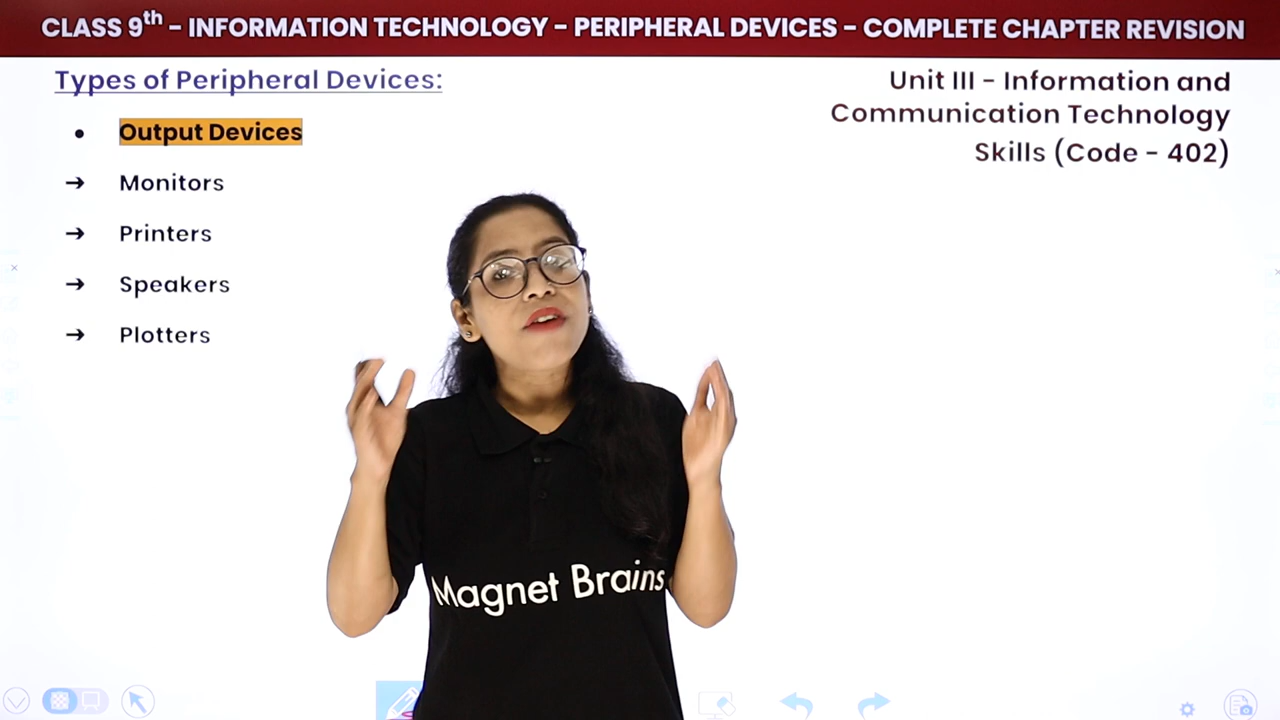 CLASS 9th - INFORMATION TECHNOLOGY - PERIPHERAL DEVICES - COMPLETE CHAPTER REVISION
Types of Peripheral Devices:
Unit III - Information and
Communication Technology
Skills (Code - 402)
• Output Devices
→ Monitors
→ Printers
→ Speakers
→ Plotters
Magnet Brains